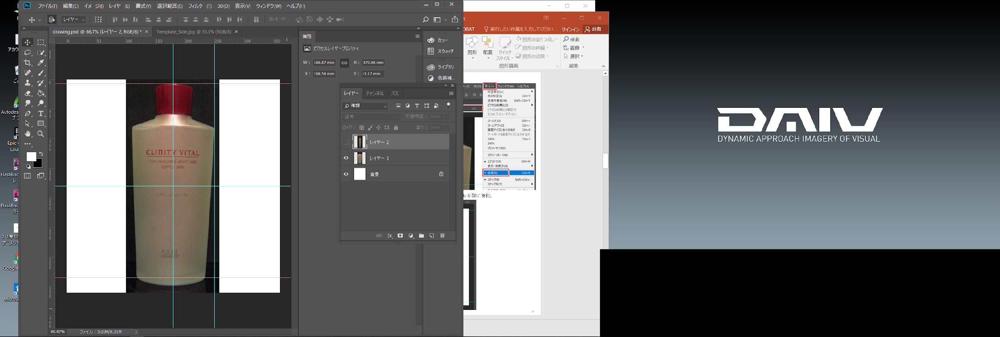 ファイル(F) 編集(E) イメージ(I) レイヤー(L) 書式(Y) 選択範囲(S) フィルター(T) 3D(D) 表示(V) ウィンドウ(W) ヘルプ(H)
レイヤー
3D モード :
drawing.psd @ 66.7% (レイヤー 2, RGB/8) *
Template_Side.jpg @ 33.3% (RGB/8)
0 50 100 150 200 250 300 350
CLINITY VITAL
FOR ENRICHING MOIST AND
SUPPLE SKIN
Lift Lotion M
KOSÉ
COSMEPORT
66.67%
ファイル : 3.00M/8.21M
属性
ピクセルレイヤープロパティ
W : 160.87 mm
H : 370.06 mm
X : 100.54 mm
Y : -3.17 mm
カラー
スウォッチ
ライブラリ
色調補...
レイヤー チャンネル パス
種類
通常
不透明度 : 100%
ロック :
塗り : 100%
レイヤー 2
レイヤー 1
背景
アカウ
Autodes
Epic
Lau
FlashBac
レー
FlashBac
2-1専攻
アニメシ
Google
Micros
OBAT
実行したい作業を入力してください...
サインイン
共有
図形
配置
クイック
スタイル
図形の塗りつぶし
図形の枠線
図形の効果
図形描画
検索
置換
選択
編集
3D(D) 表示(V) ウィンドウ(W) ヘルプ(H)
校正設定(U)
色の校正(L) Ctrl+Y
色域外警告(W) Shift+Ctrl+Y
ピクセル縦横比(S)
ピクセル縦横比を確認(P)
32 bit プレビューオプション...
ズームイン(I) Ctrl++
ズームアウト(O) Ctrl+-
画面サイズに合わせる(F) Ctrl+0
アートボードを画面サイズに合わせる(F)
100% Ctrl+1
200%
プリントサイズ(Z)
スクリーンモード(M)
エクストラ(X) Ctrl+H
表示・非表示(H)
定規(R) Ctrl+R
スナップ(N) Shift+Ctrl+:
スナップ先(T)
せる際に便利。
DAIV
DYNAMIC APPROACH IMAGERY OF VISUAL